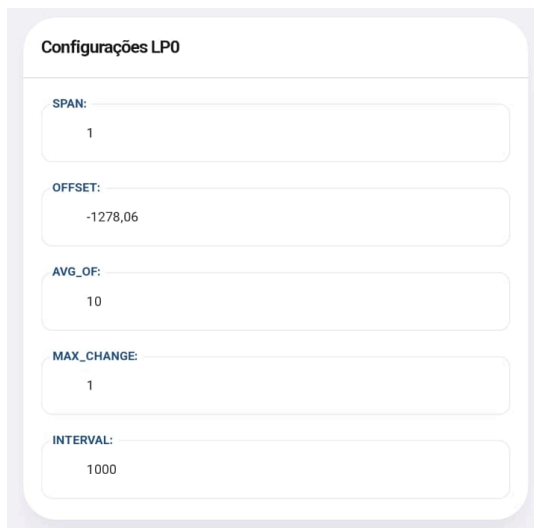 Configurações LP0
SPAN:
1
OFFSET:
-1278,06
AVG_OF:
10
MAX_CHANGE:
1
INTERVAL:
1000